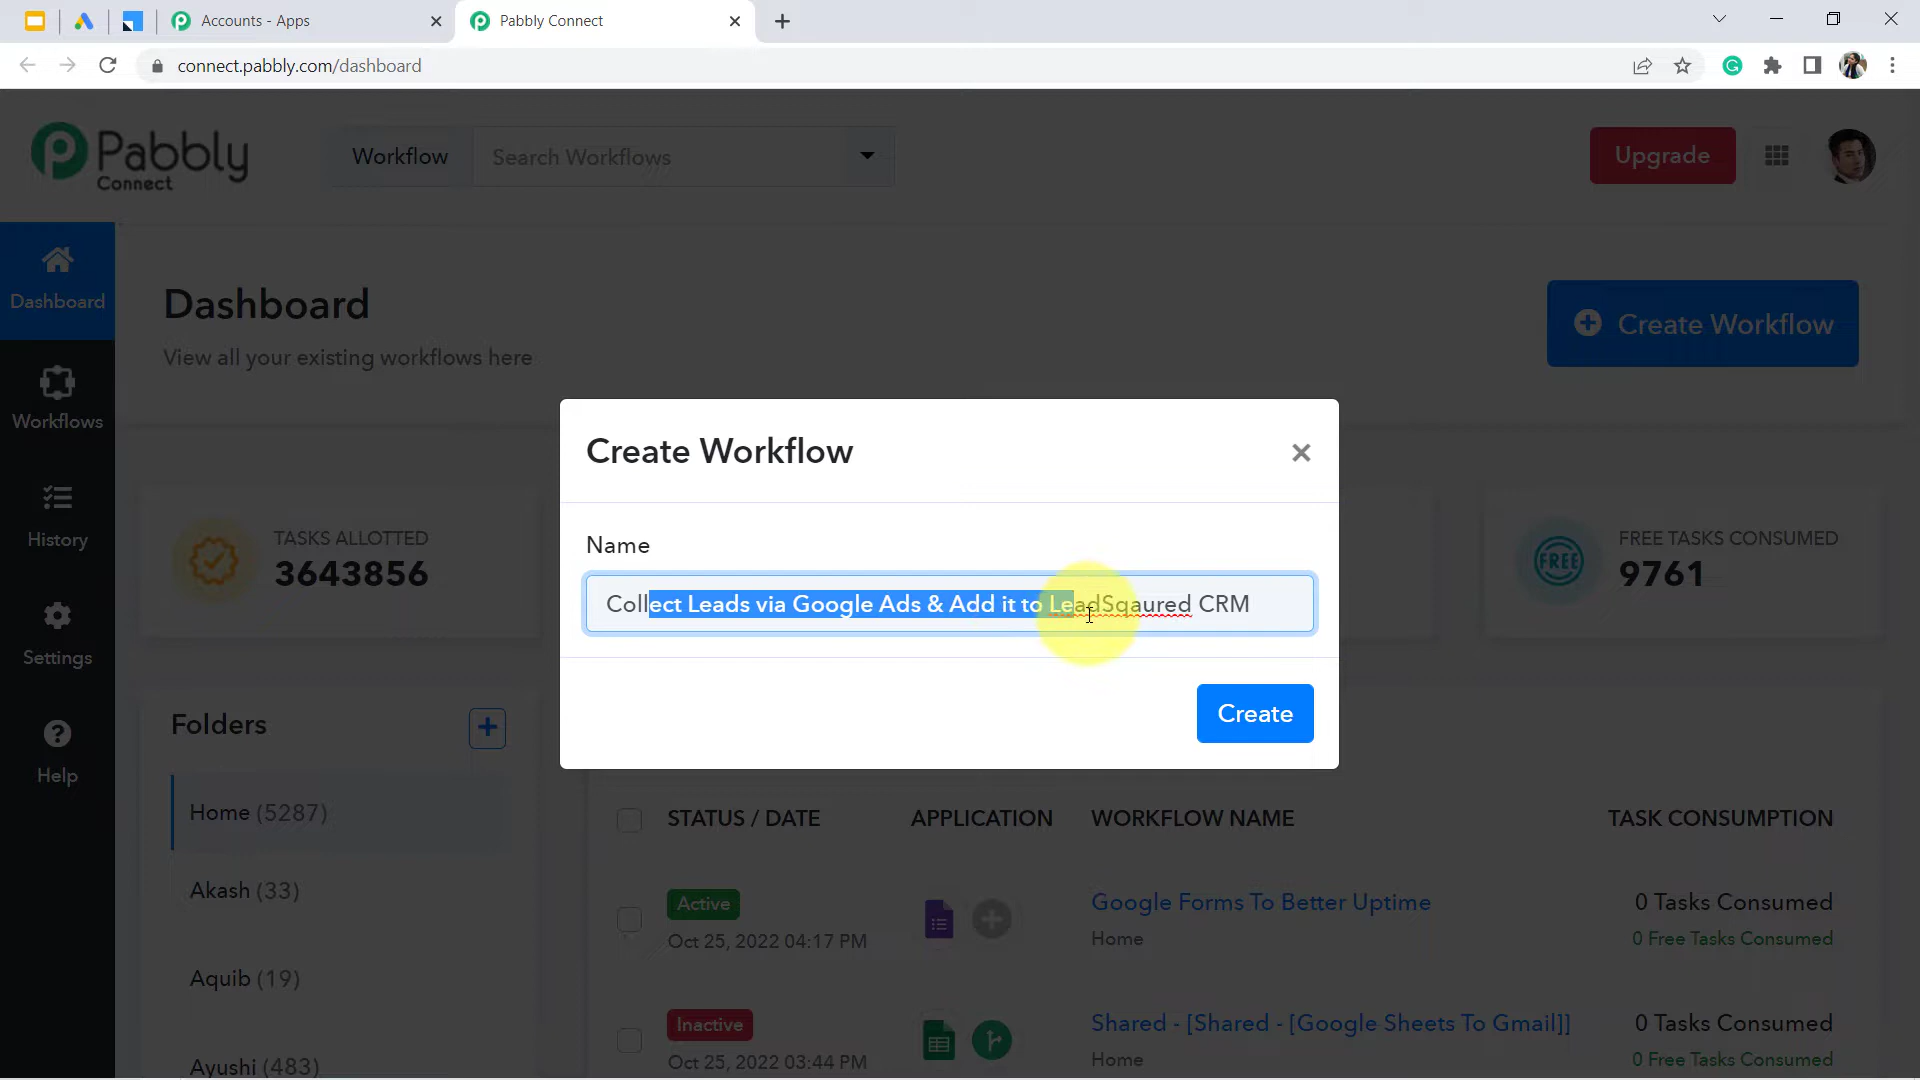 Accounts - Apps
Pabbly Connect
connect.pabbly.com/dashboard
Pabbly
Connect
Workflow
Search Workflows
Upgrade
Dashboard
Workflows
History
Settings
Help
Dashboard
View all your existing workflows here
Create Workflow
TASKS ALLOTTED
3643856
FREE
FREE TASKS CONSUMED
9761
Create Workflow
Name
Collect Leads via Google Ads & Add it to LeadSqaured CRM
Create
Folders
Home (5287)
Akash (33)
Aquib (19)
Ayushi (483)
STATUS / DATE APPLICATION WORKFLOW NAME TASK CONSUMPTION
Active
Oct 25, 2022 04:17 PM
Google Forms To Better Uptime
Home
0 Tasks Consumed
0 Free Tasks Consumed
Inactive
Oct 25, 2022 03:44 PM
Shared - [Shared - [Google Sheets To Gmail]]
Home
0 Tasks Consumed
0 Free Tasks Consumed